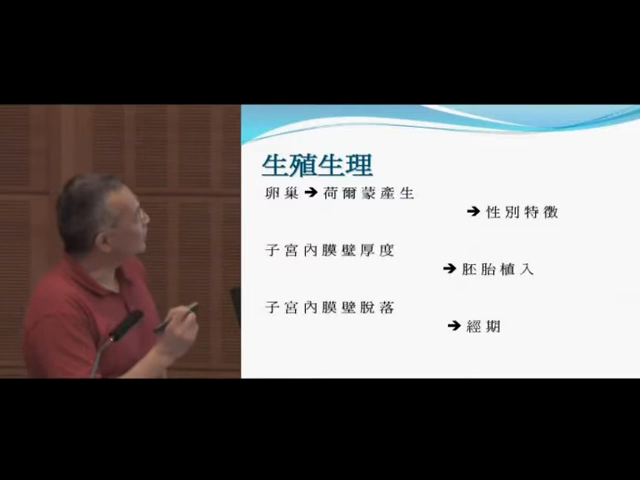 生殖生理
卵巢➔荷爾蒙產生
➔性別特徵
子宮內膜壁厚度
➔胚胎植入
子宮內膜壁脫落
➔經期